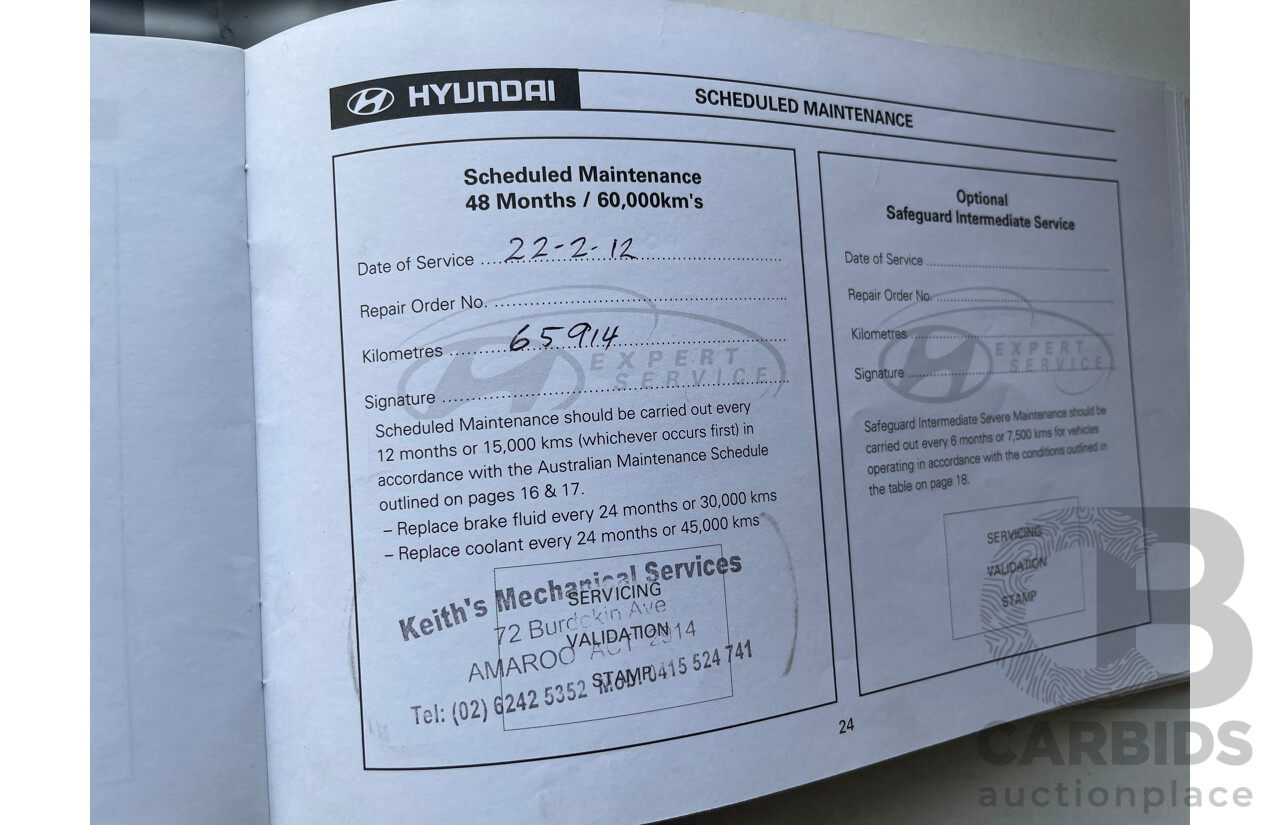 HYUNDAI
SCHEDULED MAINTENANCE
Scheduled Maintenance
48 Months / 60,000km's
Date of Service 22-2-12
Repair Order No.
Kilometres 65914
Signature
EXPERT
SERVICE
Scheduled Maintenance should be carried out every
12 months or 15,000 kms (whichever occurs first) in
accordance with the Australian Maintenance Schedule
outlined on pages 16 & 17.
– Replace brake fluid every 24 months or 30,000 kms
– Replace coolant every 24 months or 45,000 kms
Keith's Mechanical Services
72 Burdekin Ave
AMAROO ACT 2914
Tel: (02) 6242 5352 Mob: 0415 524 741
SERVICING
VALIDATION
STAMP
Optional
Safeguard Intermediate Service
Date of Service
Repair Order No.
Kilometres
Signature
EXPERT
SERVICE
Safeguard Intermediate Severe Maintenance should be
carried out every 6 months or 7,500 kms for vehicles
operating in accordance with the conditions outlined in
the table on page 18.
SERVICING
VALIDATION
STAMP
24
CB
CARBIDS
auctionplace